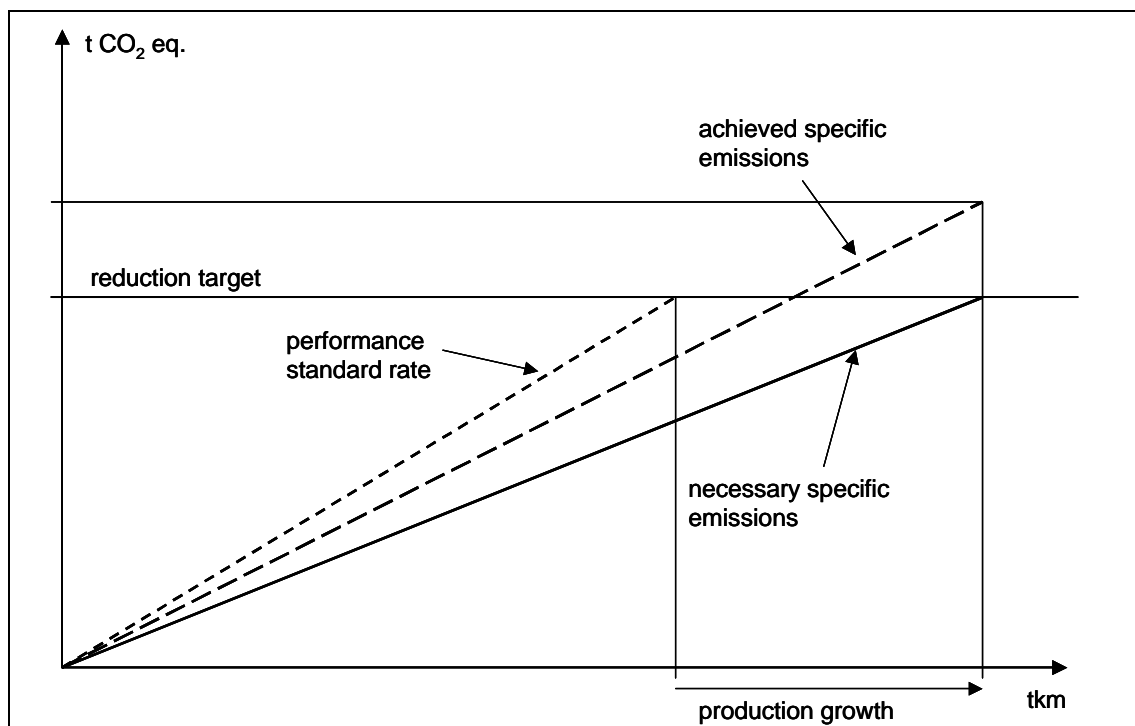 t CO₂ eq.
achieved specific
emissions
reduction target
performance
standard rate
necessary specific
emissions
tkm
production growth